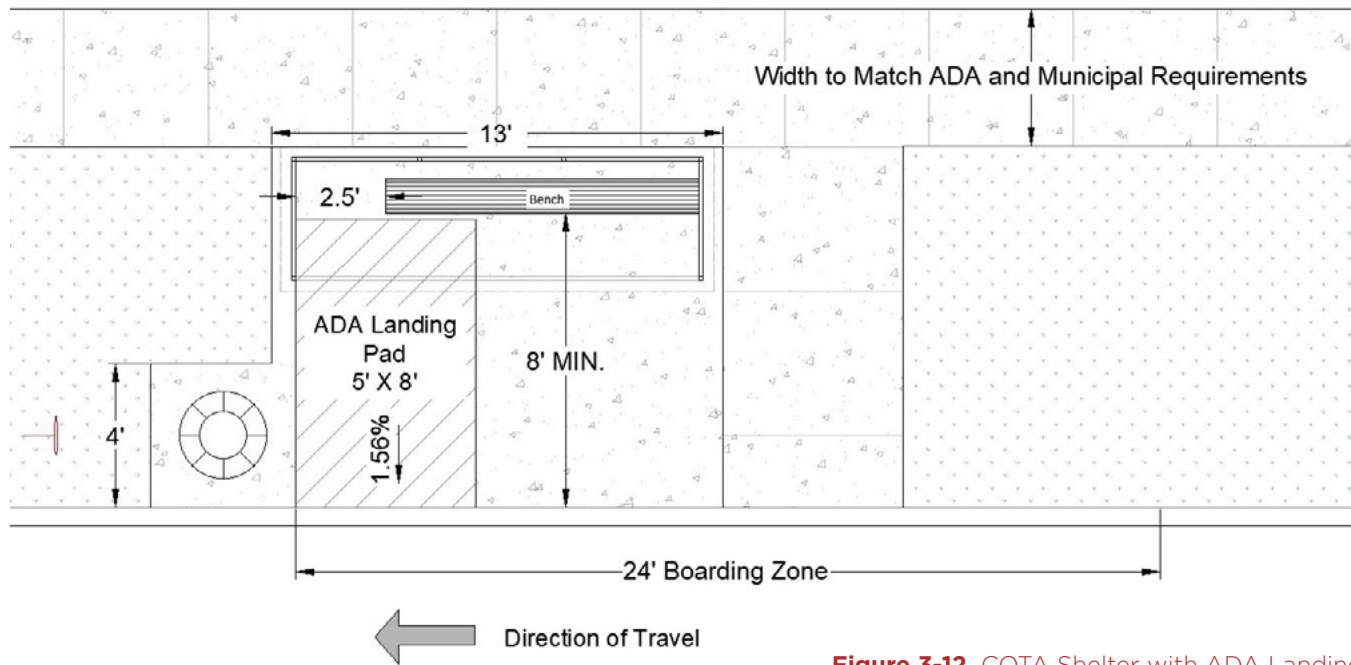 Width to Match ADA and Municipal Requirements
13'
2.5'
Bench
ADA Landing
Pad
5' X 8'
8' MIN.
4'
1.56%
24' Boarding Zone
Direction of Travel
Figure 3-12. COTA Shelter with ADA Landing